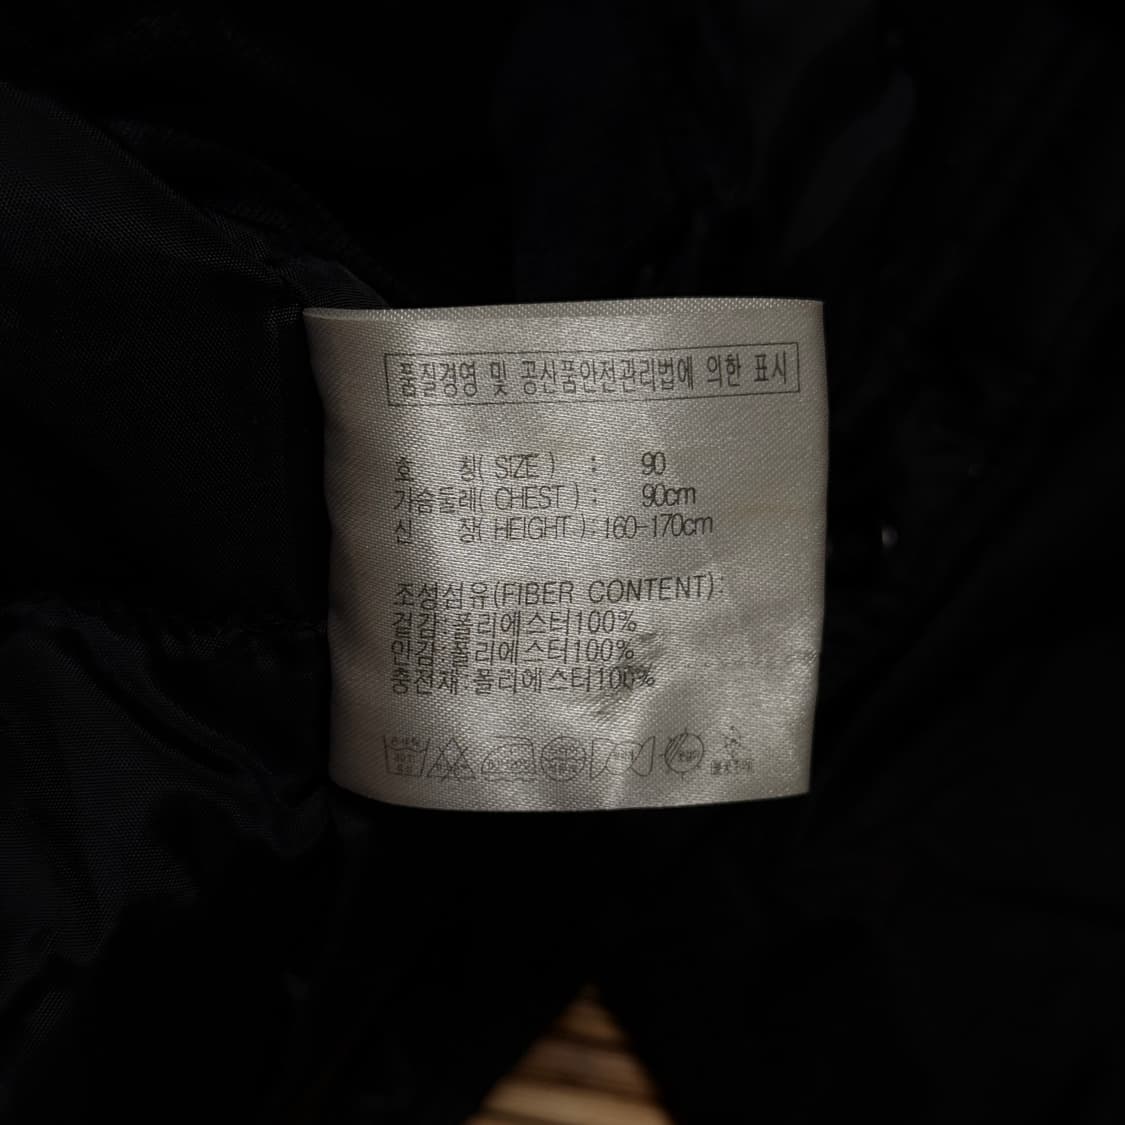 품질경영 및 공산품안전관리법에 의한 표시
호 칭( SIZE ) : 90
가슴둘레( CHEST ) : 90cm
신 장( HEIGHT ) : 160-170cm
조성섬유(FIBER CONTENT):
겉감:폴리에스터100%
안감:폴리에스터100%
충전재:폴리에스터100%